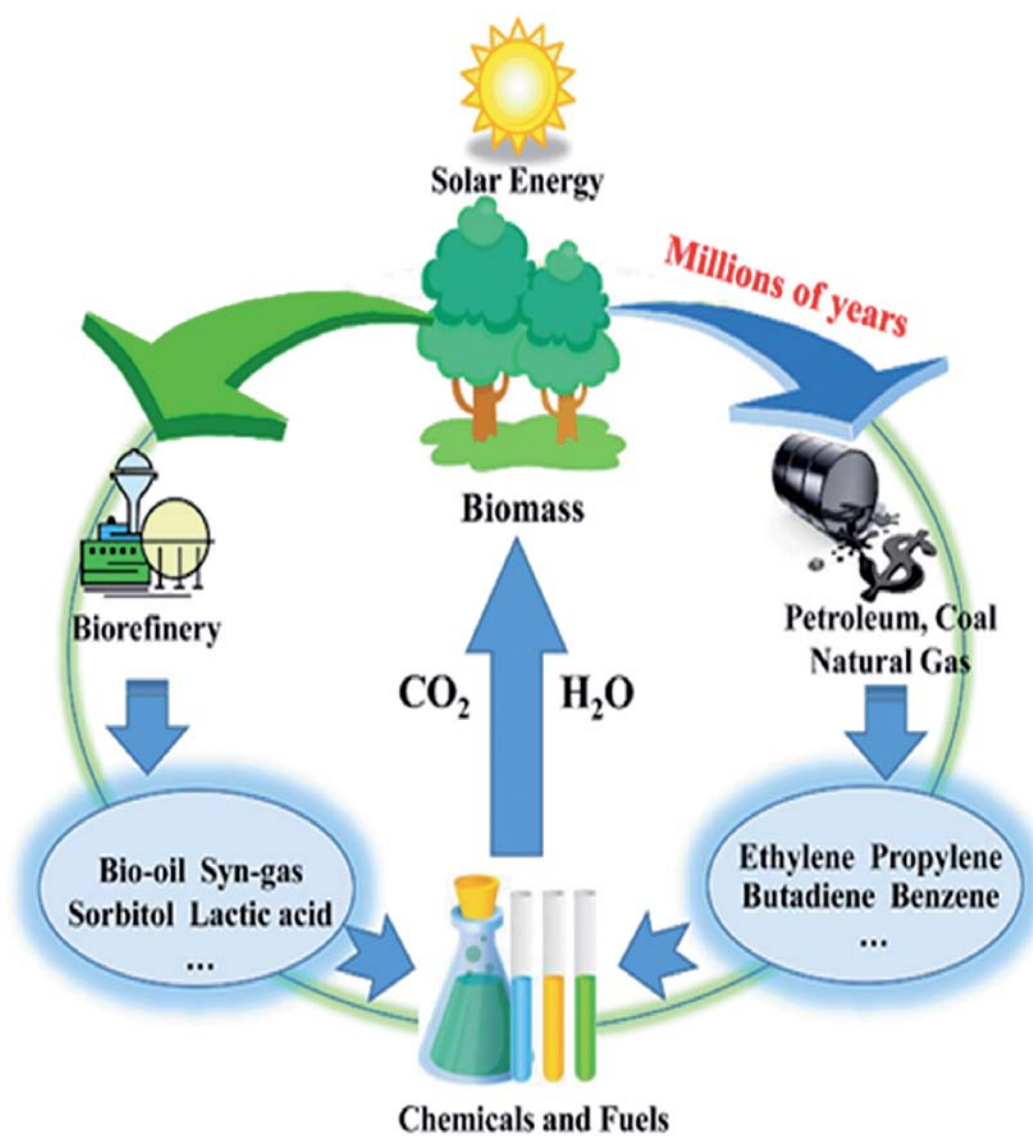 Solar Energy
Millions of years
Biomass
Biorefinery
Petroleum, Coal
Natural Gas
CO₂
H₂O
Bio-oil Syn-gas
Sorbitol Lactic acid
...
Ethylene Propylene
Butadiene Benzene
...
Chemicals and Fuels